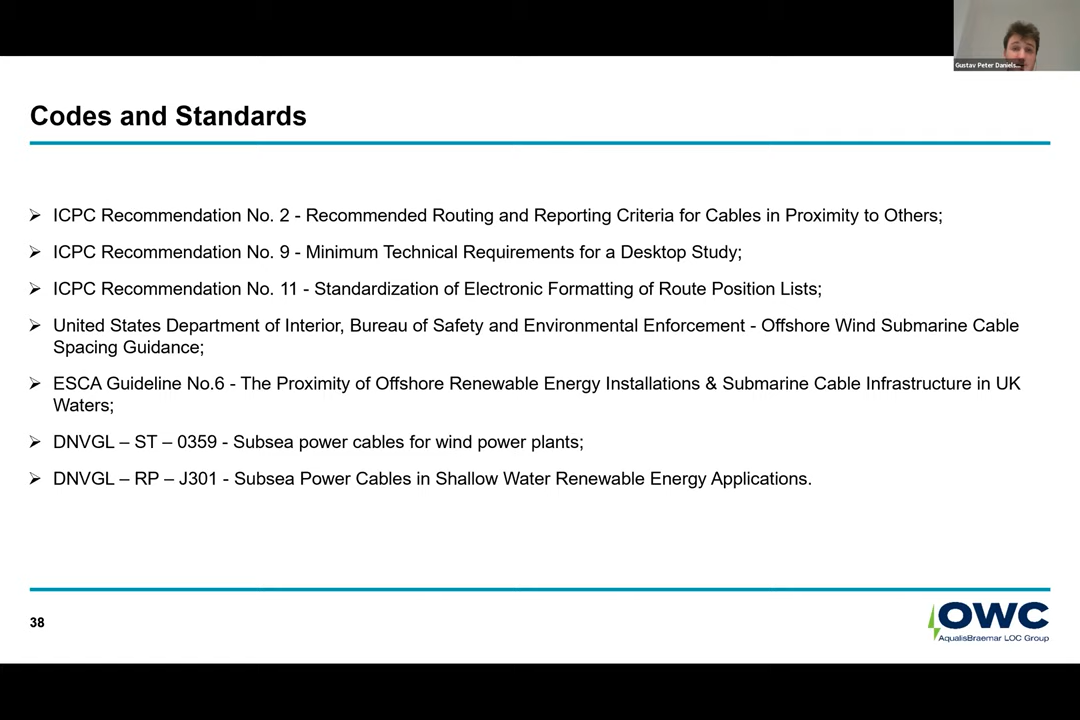 Gustav Peter Daniels...
Codes and Standards
➢ ICPC Recommendation No. 2 - Recommended Routing and Reporting Criteria for Cables in Proximity to Others;
➢ ICPC Recommendation No. 9 - Minimum Technical Requirements for a Desktop Study;
➢ ICPC Recommendation No. 11 - Standardization of Electronic Formatting of Route Position Lists;
➢ United States Department of Interior, Bureau of Safety and Environmental Enforcement - Offshore Wind Submarine Cable
Spacing Guidance;
➢ ESCA Guideline No.6 - The Proximity of Offshore Renewable Energy Installations & Submarine Cable Infrastructure in UK
Waters;
➢ DNVGL – ST – 0359 - Subsea power cables for wind power plants;
➢ DNVGL – RP – J301 - Subsea Power Cables in Shallow Water Renewable Energy Applications.
38
OWC
AqualisBraemar LOC Group